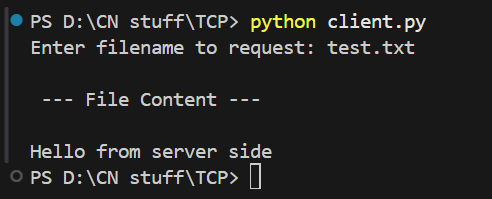 PS D:\CN stuff\TCP> python client.py
Enter filename to request: test.txt
--- File Content ---
Hello from server side
PS D:\CN stuff\TCP>